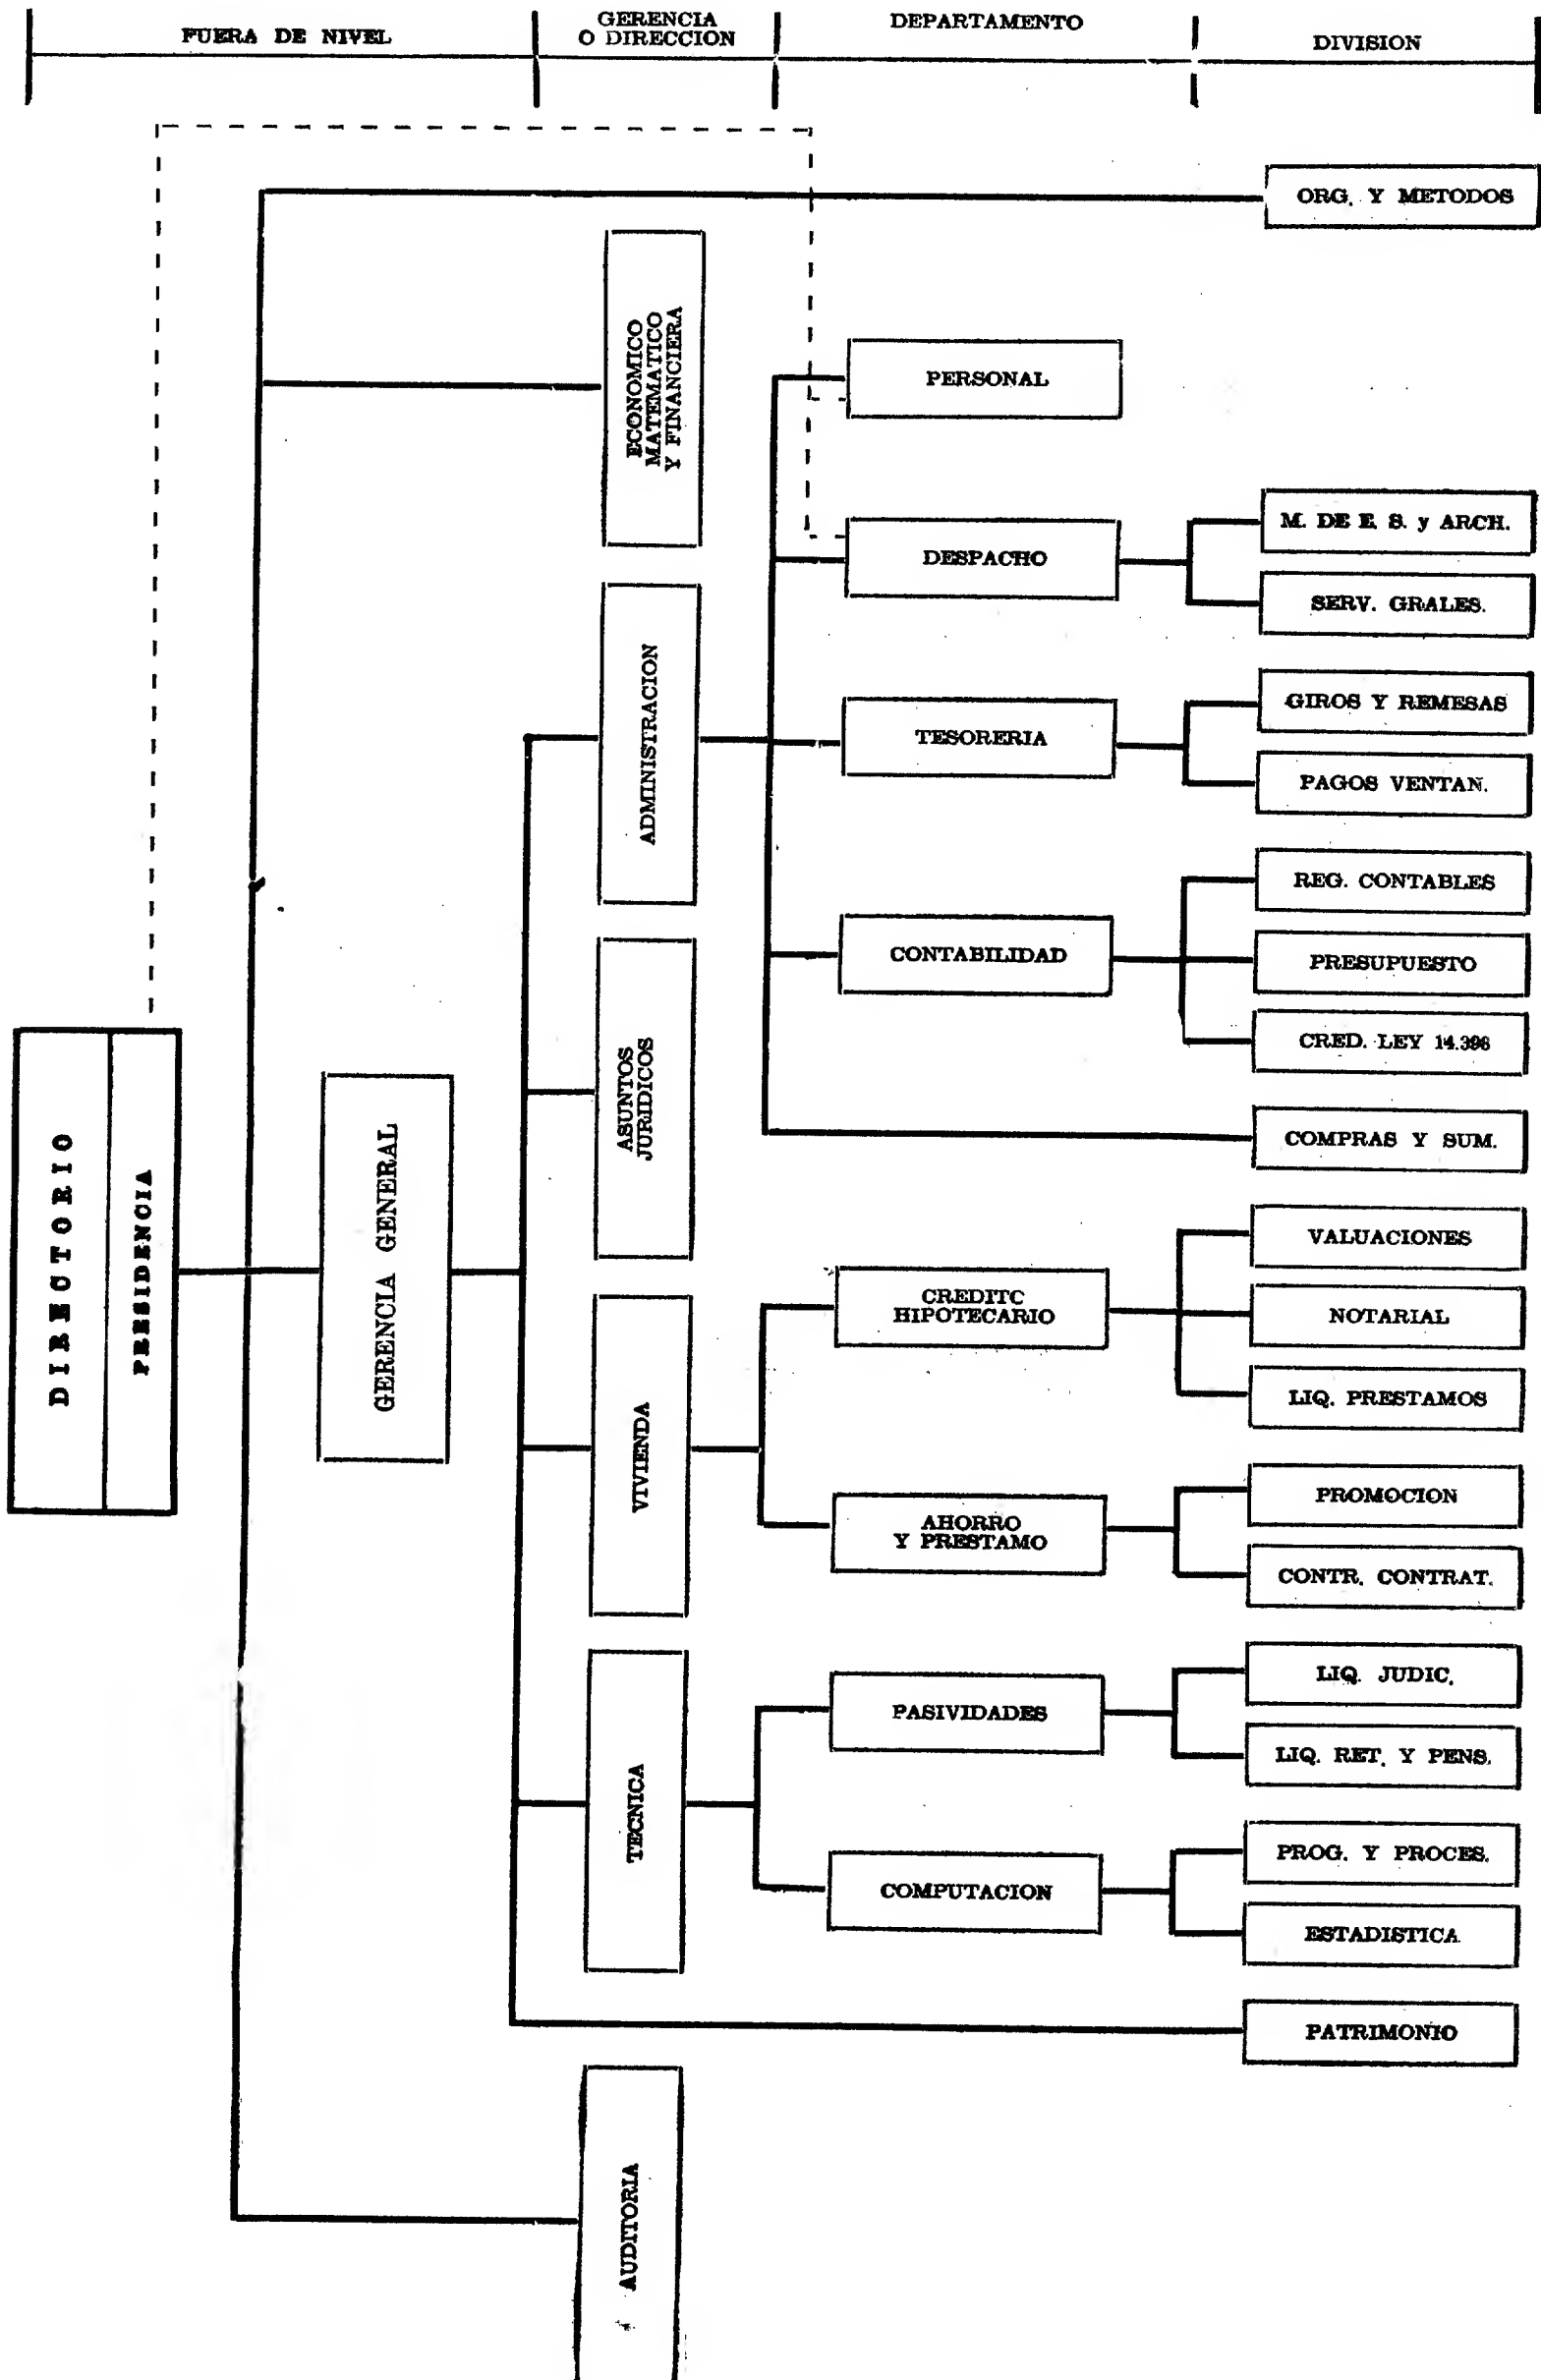 FUERA DE NIVEL
GERENCIA
O DIRECCION
DEPARTAMENTO
DIVISION
ORG. Y METODOS
ECONOMICO
MATEMATICO
Y FINANCIERA
PERSONAL
DESPACHO
M. DE E. S. y ARCH.
SERV. GRALES.
ADMINISTRACION
TESORERIA
GIROS Y REMESAS
PAGOS VENTAN.
CONTABILIDAD
REG. CONTABLES
PRESUPUESTO
CRED. LEY 14.398
ASUNTOS
JURIDICOS
COMPRAS Y SUM.
DIRECTORIO
PRESIDENCIA
GERENCIA GENERAL
VIVIENDA
CREDITC
HIPOTECARIO
VALUACIONES
NOTARIAL
LIQ. PRESTAMOS
AHORRO
Y PRESTAMO
PROMOCION
CONTR. CONTRAT.
TECNICA
PASIVIDADES
LIQ. JUDIC.
LIQ. RET. Y PENS.
COMPUTACION
PROG. Y PROCES.
ESTADISTICA
PATRIMONIO
AUDITORIA